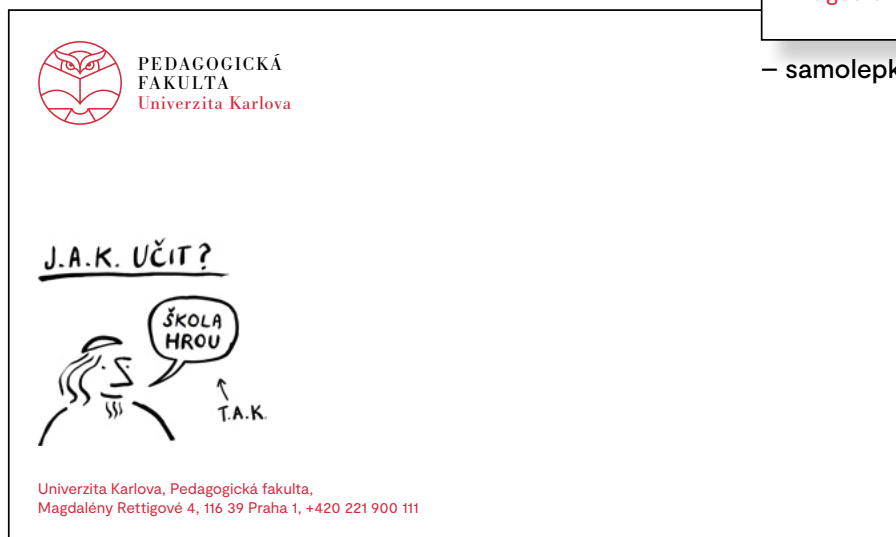 – samolepk
PEDAGOGICKÁ
FAKULTA
Univerzita Karlova
J.A.K. UČIT?
ŠKOLA
HROU
T.A.K.
Univerzita Karlova, Pedagogická fakulta,
Magdalény Rettigové 4, 116 39 Praha 1, +420 221 900 111